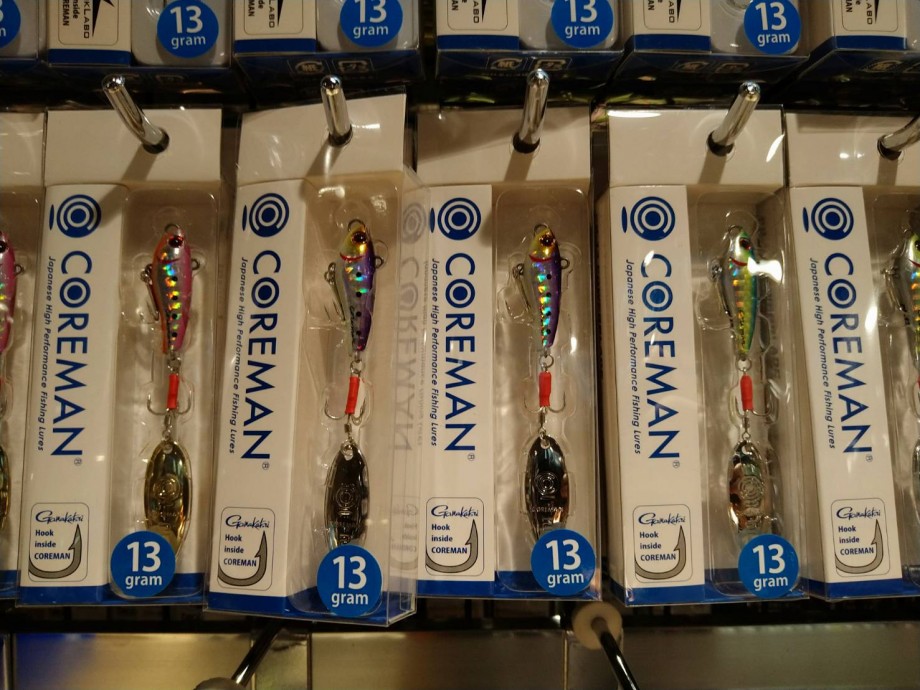 13
gram
13
gram
13
gram
13
gram
COREMAN®
Japanese High Performance Fishing Lures
Gamakatsu
Hook
inside
COREMAN
13
gram
COREMAN®
Japanese High Performance Fishing Lures
Gamakatsu
Hook
inside
COREMAN
13
gram
COREMAN®
Japanese High Performance Fishing Lures
Gamakatsu
Hook
inside
COREMAN
COREMAN
13
gram
COREMAN®
Japanese High Performance Fishing Lures
Gamakatsu
Hook
inside
COREMAN
13
gram
COREMAN®
Japanese High Performance Fishing Lures
Gamakatsu
Hook
inside
COREMAN